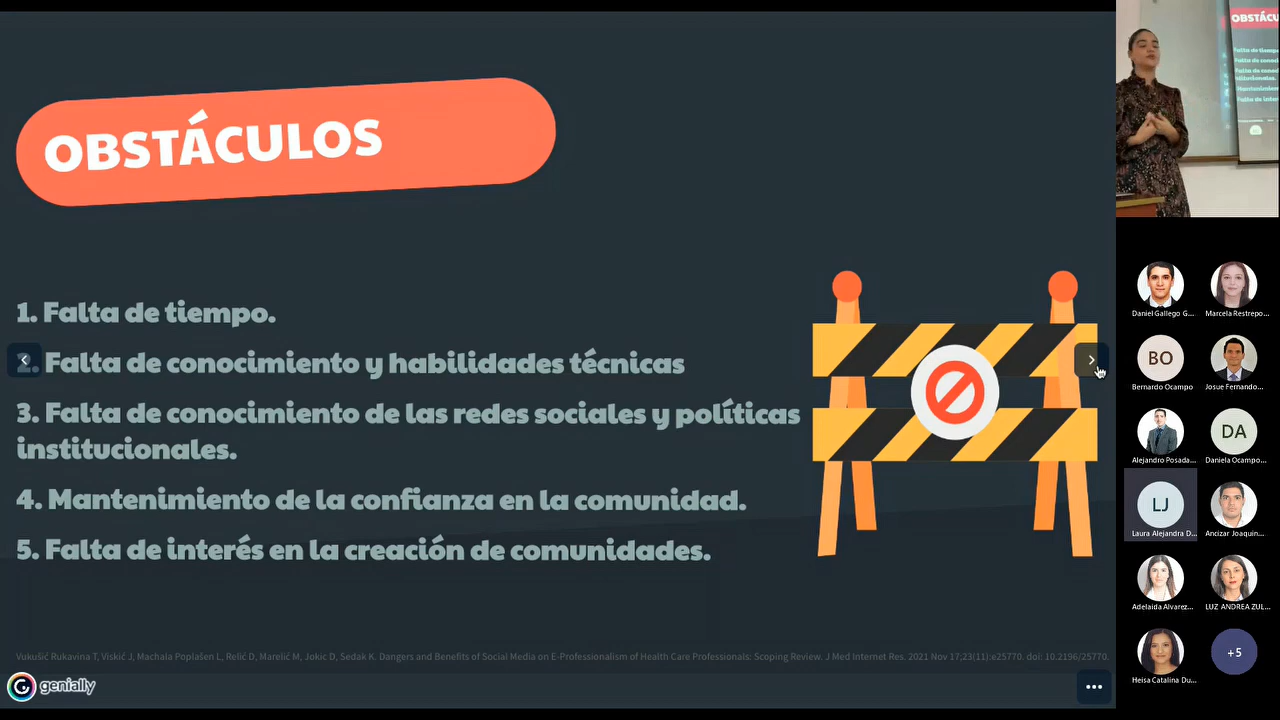 OBSTÁCULOS
1. Falta de tiempo.
2. Falta de conocimiento y habilidades técnicas
3. Falta de conocimiento de las redes sociales y políticas
institucionales.
4. Mantenimiento de la confianza en la comunidad.
5. Falta de interés en la creación de comunidades.
Vukušić Rukavina T, Viskić J, Machala Poplašen L, Relić D, Marelić M, Jokic D, Sedak K. Dangers and Benefits of Social Media on E-Professionalism of Health Care Professionals: Scoping Review. J Med Internet Res. 2021 Nov 17;23(11):e25770. doi: 10.2196/25770.
genially
OBSTÁCU
Falta de tiempo
Daniel Gallego G...
Marcela Restrepo...
BO
Bernardo Ocampo
Josue Fernando...
Alejandro Posada...
DA
Daniela Ocampo...
LJ
Laura Alejandra D...
Ancizar Joaquin...
Adelaida Alvarez...
LUZ ANDREA ZUL...
Heisa Catalina Du...
+5